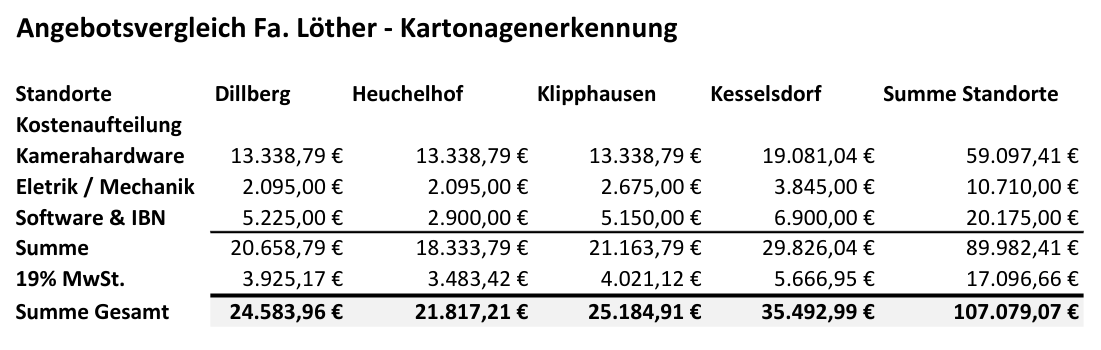 Angebotsvergleich Fa. Löther - Kartonagenerkennung
Standorte Dillberg Heuchelhof Klipphausen Kesselsdorf Summe Standorte
Kostenaufteilung
Kamerahardware 13.338,79 € 13.338,79 € 13.338,79 € 19.081,04 € 59.097,41 €
Eletrik / Mechanik 2.095,00 € 2.095,00 € 2.675,00 € 3.845,00 € 10.710,00 €
Software & IBN 5.225,00 € 2.900,00 € 5.150,00 € 6.900,00 € 20.175,00 €
Summe 20.658,79 € 18.333,79 € 21.163,79 € 29.826,04 € 89.982,41 €
19% MwSt. 3.925,17 € 3.483,42 € 4.021,12 € 5.666,95 € 17.096,66 €
Summe Gesamt 24.583,96 € 21.817,21 € 25.184,91 € 35.492,99 € 107.079,07 €